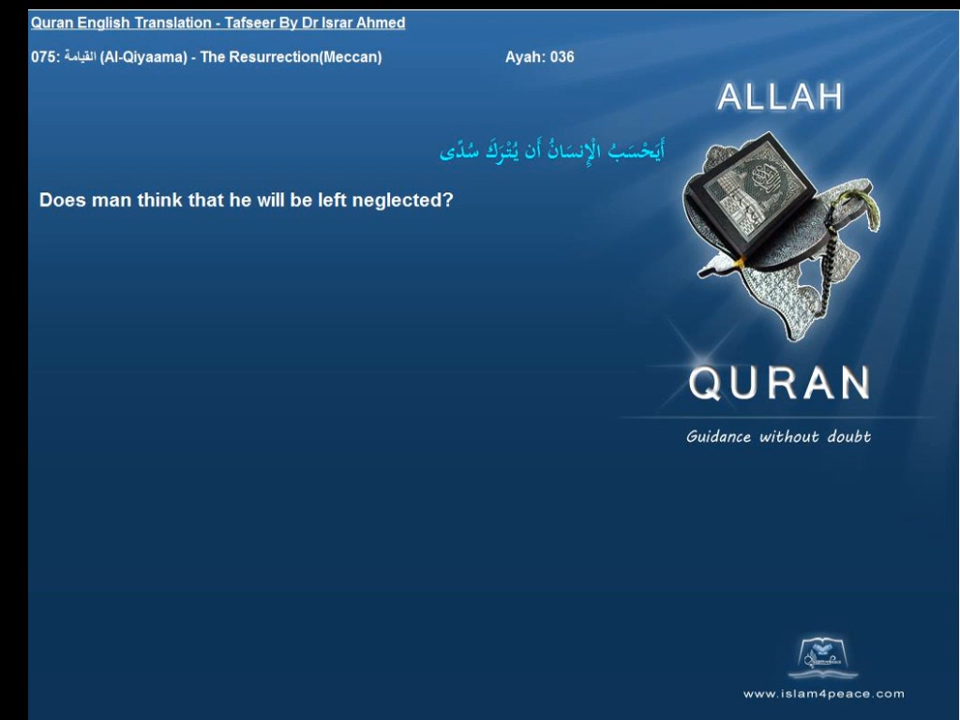 Quran English Translation - Tafseer By Dr Israr Ahmed
075: القيامة (Al-Qiyaama) - The Resurrection(Meccan) Ayah: 036
ALLAH
أَيَحْسَبُ الْإِنسَانُ أَن يُتْرَكَ سُدًى
Does man think that he will be left neglected?
QURAN
Guidance without doubt
www.islam4peace.com